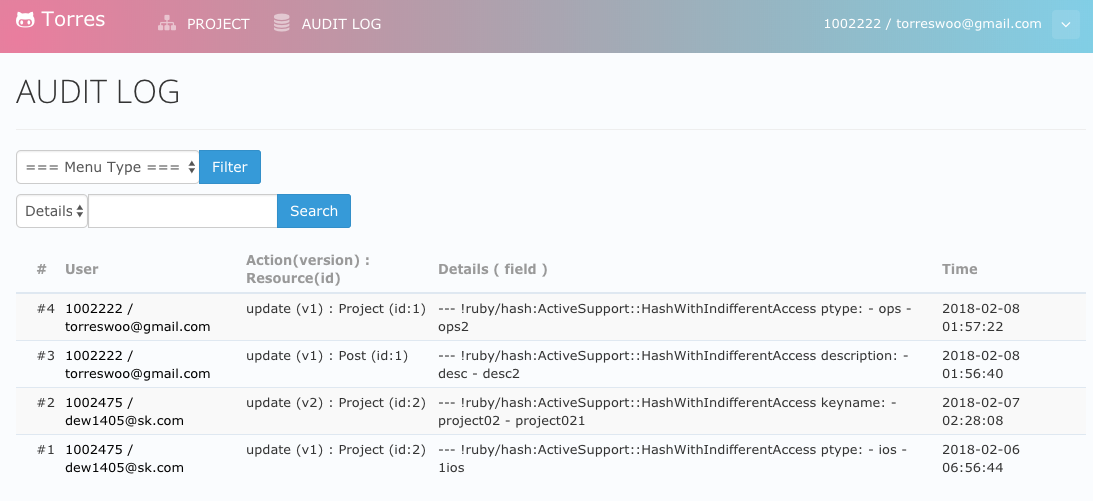 Torres PROJECT AUDIT LOG 1002222 / torreswoo@gmail.com
AUDIT LOG
=== Menu Type === Filter
Details Search
# User Action(version) : Resource(id) Details ( field ) Time
#4 1002222 / torreswoo@gmail.com update (v1) : Project (id:1) --- !ruby/hash:ActiveSupport::HashWithIndifferentAccess ptype: - ops - ops2 2018-02-08 01:57:22
#3 1002222 / torreswoo@gmail.com update (v1) : Post (id:1) --- !ruby/hash:ActiveSupport::HashWithIndifferentAccess description: - desc - desc2 2018-02-08 01:56:40
#2 1002475 / dew1405@sk.com update (v2) : Project (id:2) --- !ruby/hash:ActiveSupport::HashWithIndifferentAccess keyname: - project02 - project021 2018-02-07 02:28:08
#1 1002475 / dew1405@sk.com update (v1) : Project (id:2) --- !ruby/hash:ActiveSupport::HashWithIndifferentAccess ptype: - ios - 1ios 2018-02-06 06:56:44